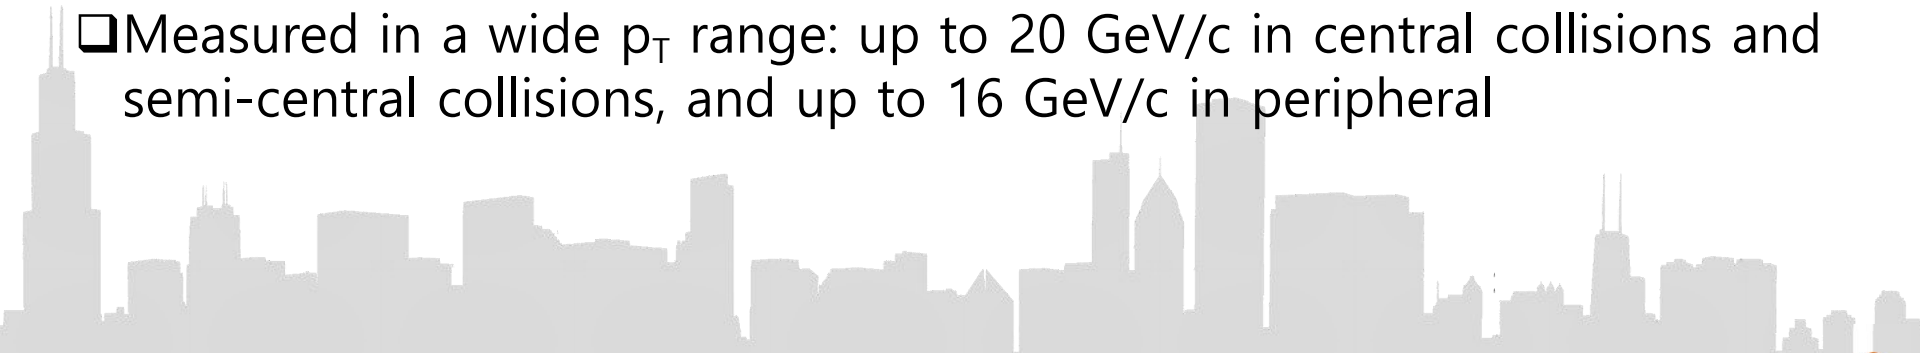 ❑Measured in a wide pT range: up to 20 GeV/c in central collisions and
semi-central collisions, and up to 16 GeV/c in peripheral